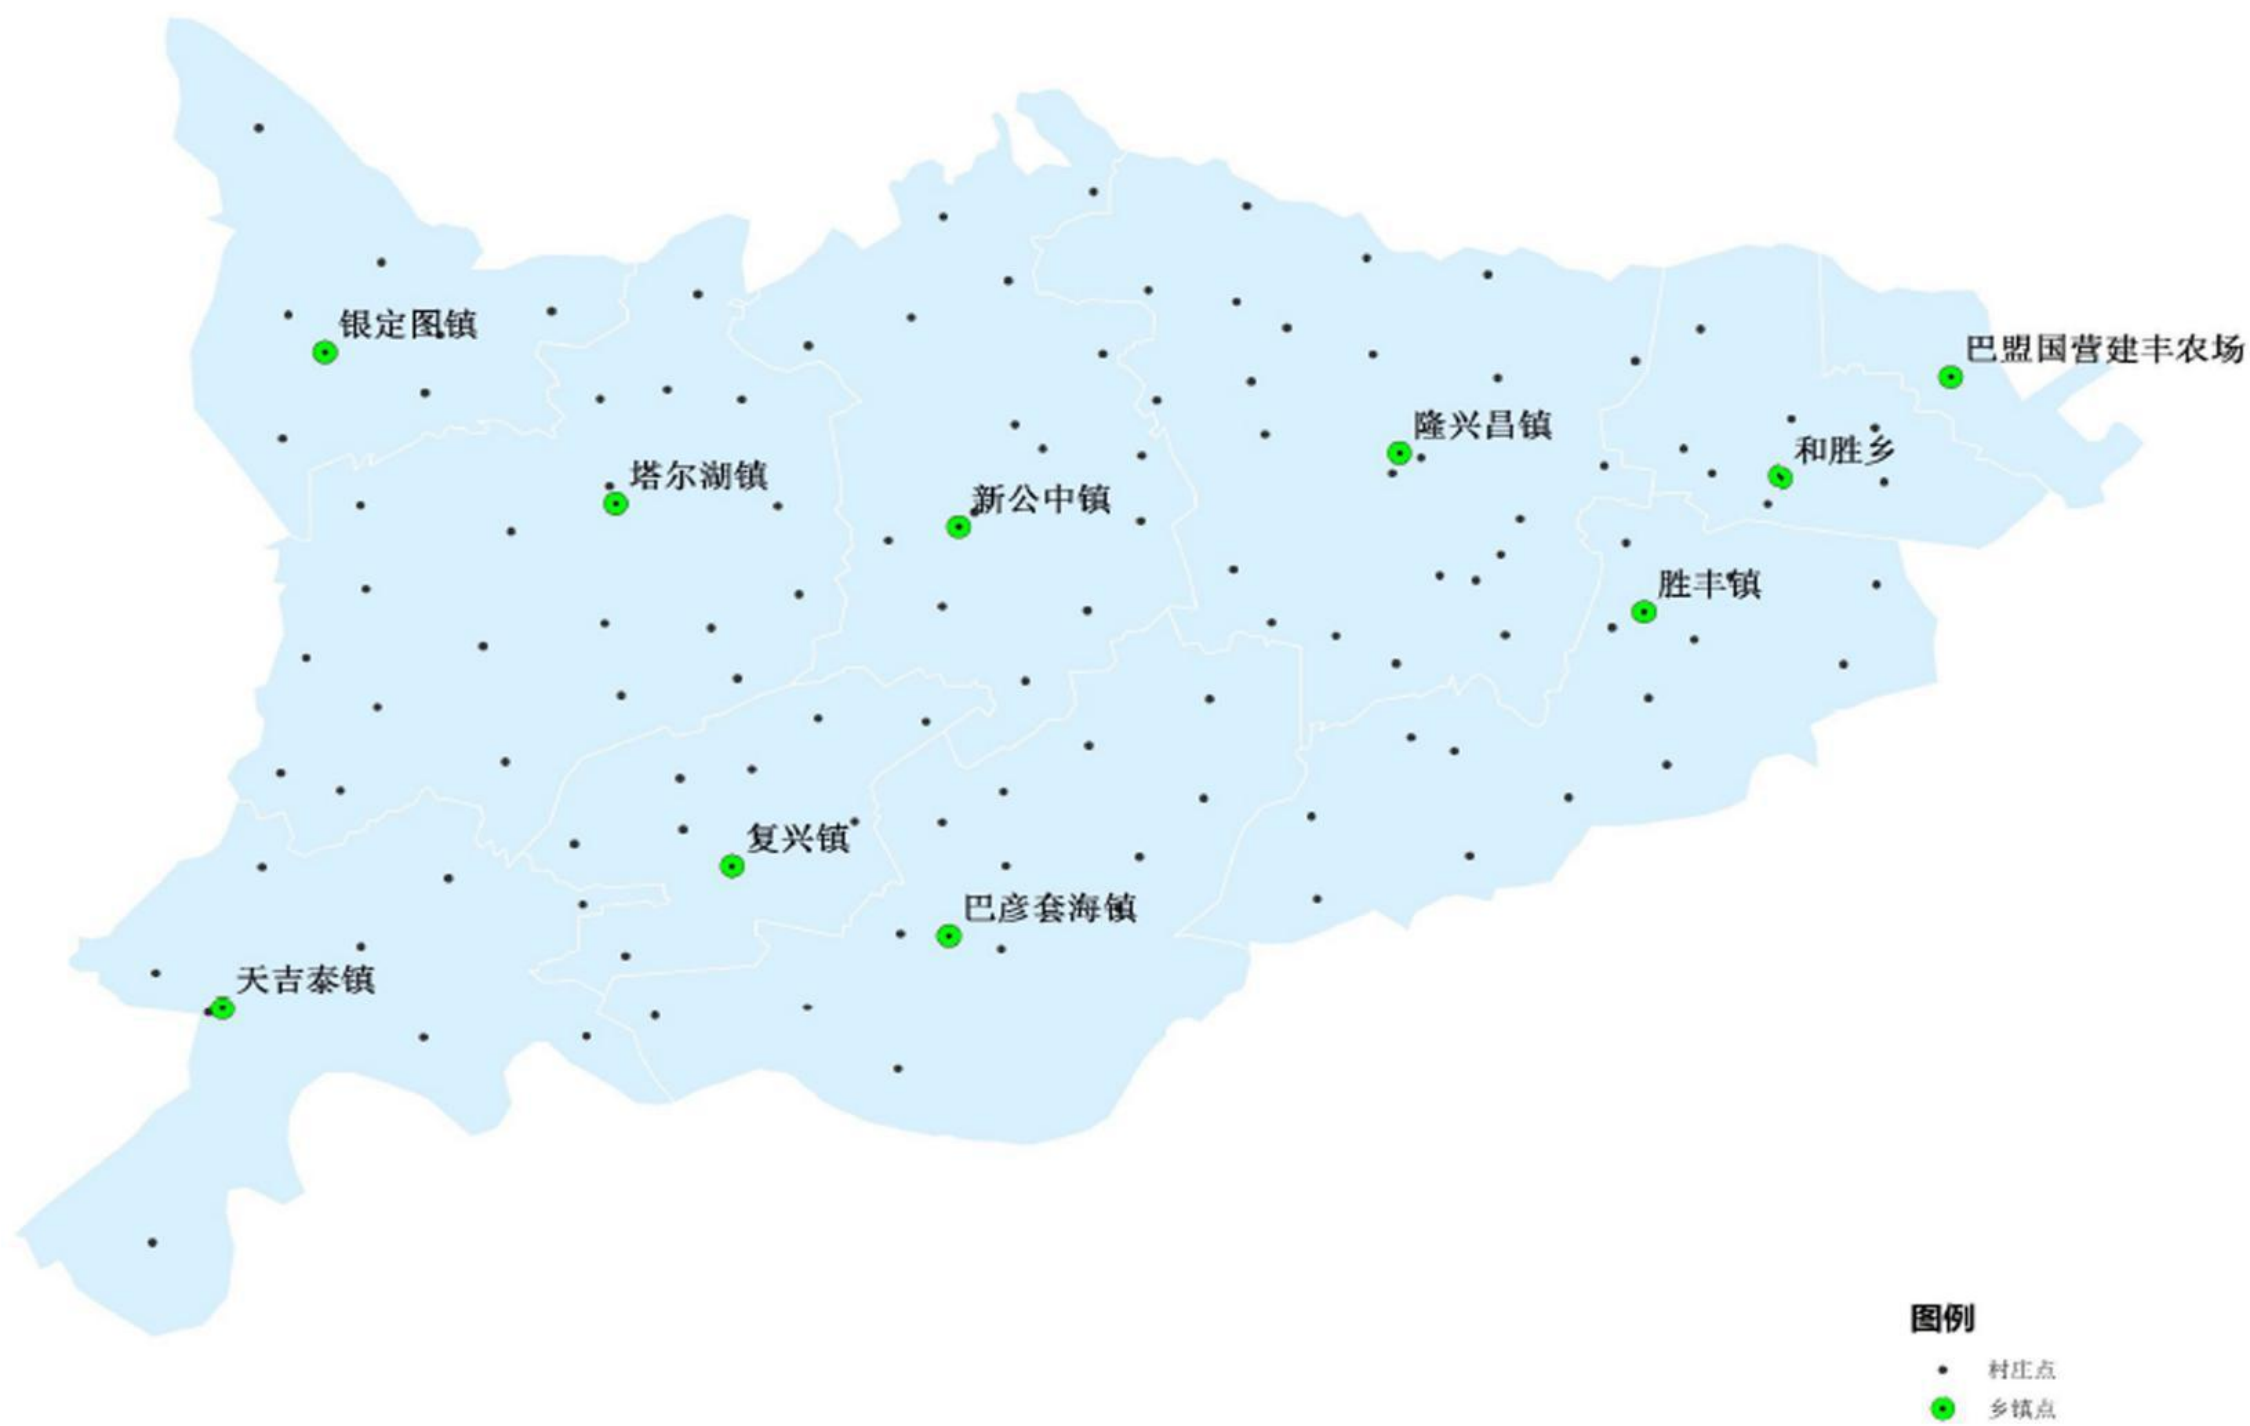 银定图镇
巴盟国营建丰农场
隆兴昌镇
和胜乡
塔尔湖镇
新公中镇
胜丰镇
复兴镇
巴彦套海镇
天吉泰镇
图例
村庄点
乡镇点